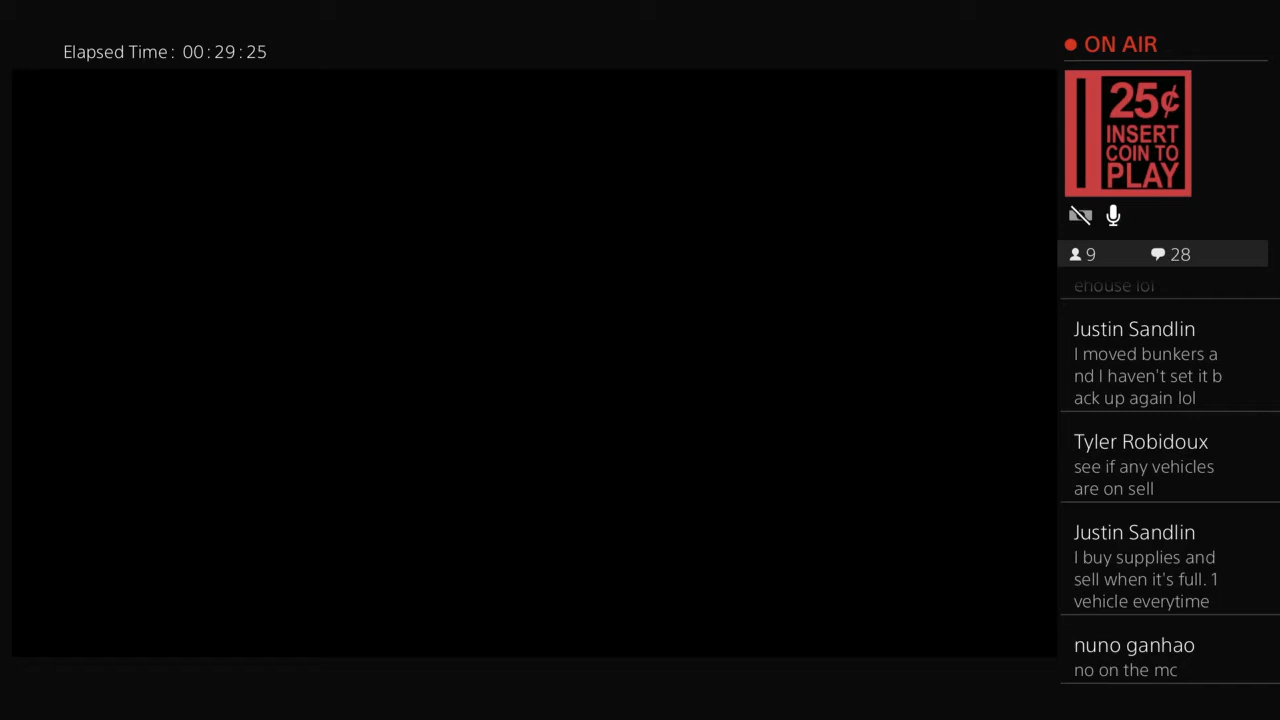 Elapsed Time: 00:29:25
ON AIR
25¢
INSERT
COIN TO
PLAY
9 28
ehouse lol
Justin Sandlin
I moved bunkers a
nd I haven't set it b
ack up again lol
Tyler Robidoux
see if any vehicles
are on sell
Justin Sandlin
I buy supplies and
sell when it's full. 1
vehicle everytime
nuno ganhao
no on the mc